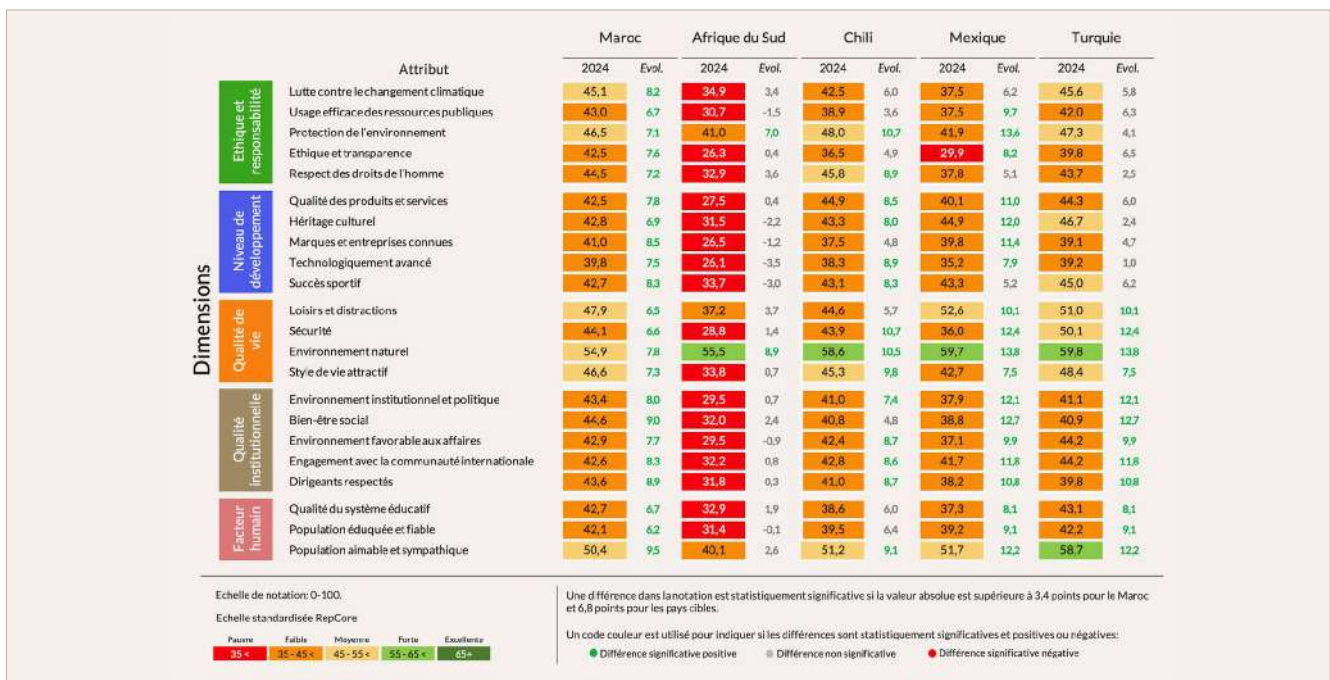 Maroc Afrique du Sud Chili Mexique Turquie
Attribut 2024 Evol. 2024 Evol. 2024 Evol. 2024 Evol. 2024 Evol.
Dimensions
Ethique et
responsabilité
Lutte contre le changement climatique 45,1 8,2 34,9 3,4 42,5 6,0 37,5 6,2 45,6 5,8
Usage efficace des ressources publiques 43,0 6,7 30,7 -1,5 38,9 3,6 37,5 9,7 42,0 6,3
Protection de l'environnement 46,5 7,1 41,0 7,0 48,0 10,7 41,9 13,6 47,3 4,1
Ethique et transparence 42,5 7,6 26,3 0,4 36,5 4,9 29,9 8,2 39,8 6,5
Respect des droits de l'homme 44,5 7,2 32,9 3,6 45,8 8,9 37,8 5,1 43,7 2,5
Niveau de
développement
Qualité des produits et services 42,5 7,8 27,5 0,4 44,9 8,5 40,1 11,0 44,3 6,0
Héritage culturel 42,8 6,9 31,5 -2,2 43,3 8,0 44,9 12,0 46,7 2,4
Marques et entreprises connues 41,0 8,5 26,5 -1,2 37,5 4,8 39,8 11,4 39,1 4,7
Technologiquement avancé 39,8 7,5 26,1 -3,5 38,3 8,9 35,2 7,9 39,2 1,0
Succès sportif 42,7 8,3 33,7 -3,0 43,1 8,3 43,3 5,2 45,0 6,2
Qualité de
vie
Loisirs et distractions 47,9 6,5 37,2 3,7 44,6 5,7 52,6 10,1 51,0 10,1
Sécurité 44,1 6,6 28,8 1,4 43,9 10,7 36,0 12,4 50,1 12,4
Environnement naturel 54,9 7,8 55,5 8,9 58,6 10,5 59,7 13,8 59,8 13,8
Style de vie attractif 46,6 7,3 33,8 0,7 45,3 9,8 42,7 7,5 48,4 7,5
Qualité
institutionnelle
Environnement institutionnel et politique 43,4 8,0 29,5 0,7 41,0 7,4 37,9 12,1 41,1 12,1
Bien-être social 44,6 9,0 32,0 2,4 40,8 4,8 38,8 12,7 40,9 12,7
Environnement favorable aux affaires 42,9 7,7 29,5 -0,9 42,4 8,7 37,1 9,9 44,2 9,9
Engagement avec la communauté internationale 42,6 8,3 32,2 0,8 42,8 8,6 41,7 11,8 44,2 11,8
Dirigeants respectés 43,6 8,9 31,8 0,3 41,0 8,7 38,2 10,8 39,8 10,8
Facteur
humain
Qualité du système éducatif 42,7 6,7 32,9 1,9 38,6 6,0 37,3 8,1 43,1 8,1
Population éduquée et fiable 42,1 6,2 31,4 -0,1 39,5 6,4 39,2 9,1 42,2 9,1
Population aimable et sympathique 50,4 9,5 40,1 2,6 51,2 9,1 51,7 12,2 58,7 12,2
Echelle de notation: 0-100.
Echelle standardisée RepCore
Pauvre Faible Moyenne Forte Excellente
35 < 35 - 45 < 45 - 55 < 55 - 65 < 65+
Une différence dans la notation est statistiquement significative si la valeur absolue est supérieure à 3,4 points pour le Maroc
et 6,8 points pour les pays cibles.
Un code couleur est utilisé pour indiquer si les différences sont statistiquement significatives et positives ou négatives:
Différence significative positive Différence non significative Différence significative négative